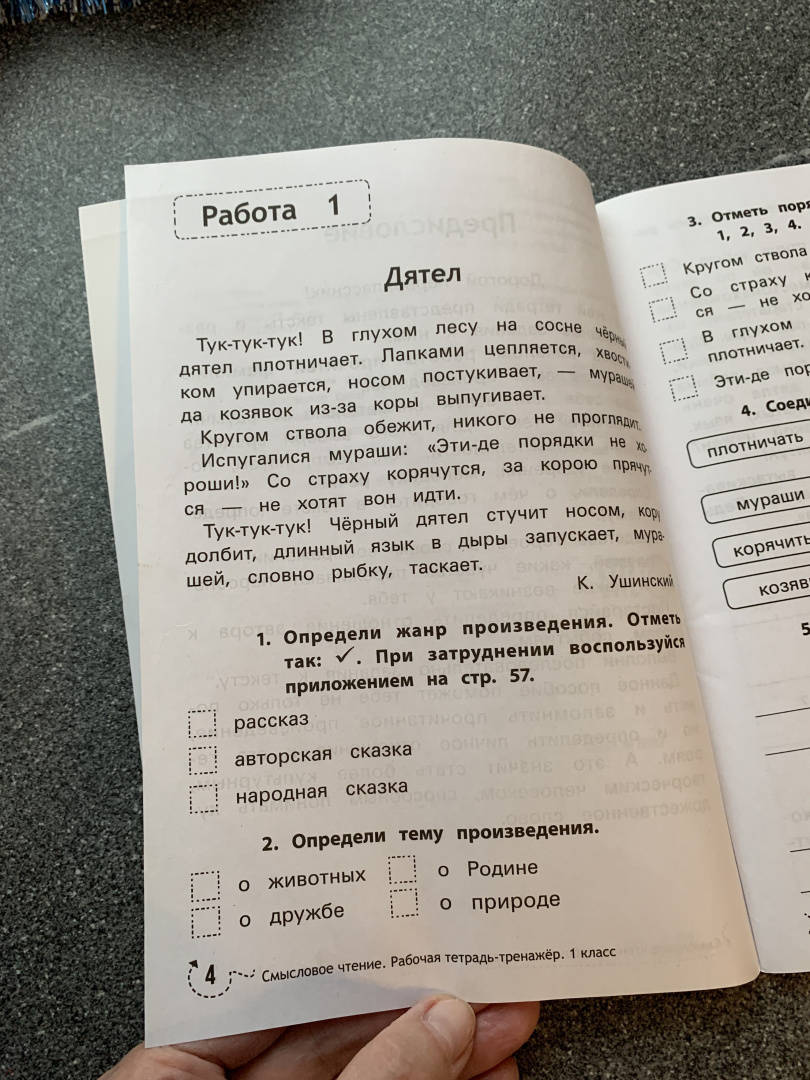 Работа 1
Дятел
Тук-тук-тук! В глухом лесу на сосне чёрный
дятел плотничает. Лапками цепляется, хвости-
ком упирается, носом постукивает, — мурашей
да козявок из-за коры выпугивает.
Кругом ствола обежит, никого не проглядит.
Испугалися мураши: «Эти-де порядки не хо-
роши!» Со страху корячутся, за корою прячут-
ся — не хотят вон идти.
Тук-тук-тук! Чёрный дятел стучит носом, кору
долбит, длинный язык в дыры запускает, мура-
шей, словно рыбку, таскает.
К. Ушинский
1. Определи жанр произведения. Отметь
так: ✓. При затруднении воспользуйся
приложением на стр. 57.
рассказ
авторская сказка
народная сказка
2. Определи тему произведения.
о животных о Родине
о дружбе о природе
4 Смысловое чтение. Рабочая тетрадь-тренажёр. 1 класс
3. Отметь
1, 2, 3, 4.
Кругом ствола
Со страху
ся — не
В глухом
плотничает.
Эти-де
4.
плотничать
мураши
корячить
5